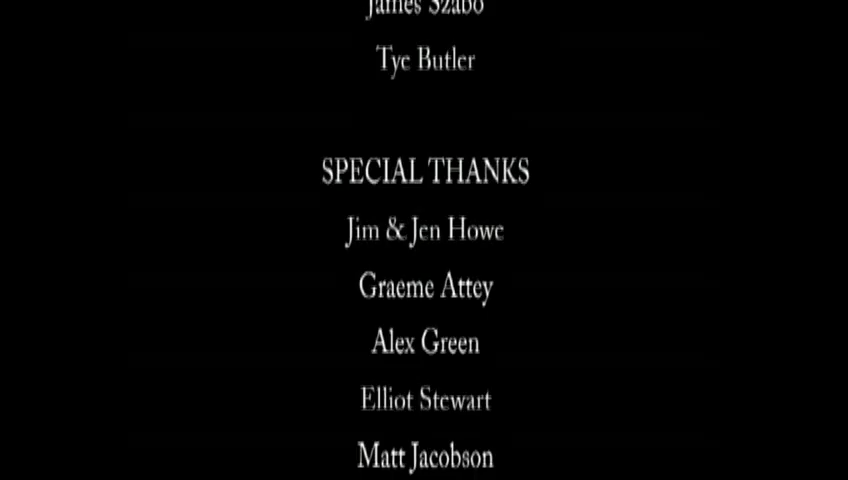 James Szabo
Tye Butler
SPECIAL THANKS
Jim & Jen Howe
Graeme Attey
Alex Green
Elliot Stewart
Matt Jacobson